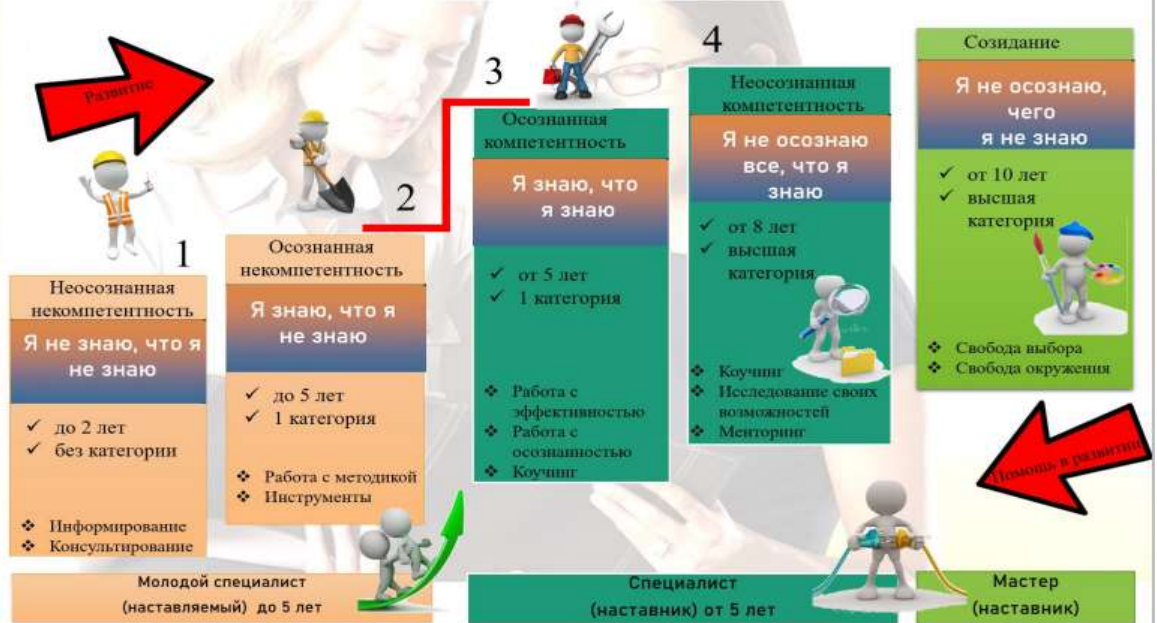 Развитие
1
Неосознанная
некомпетентность
Я не знаю, что я
не знаю
✓ до 2 лет
✓ без категории
❖ Информирование
❖ Консультирование
2
Осознанная
некомпетентность
Я знаю, что я
не знаю
✓ до 5 лет
✓ 1 категория
❖ Работа с методикой
❖ Инструменты
3
Осознанная
компетентность
Я знаю, что
я знаю
✓ от 5 лет
✓ 1 категория
❖ Работа с
эффективностью
❖ Работа с
осознанностью
❖ Коучинг
4
Неосознанная
компетентность
Я не осознаю
все, что я
знаю
✓ от 8 лет
✓ высшая
категория
❖ Коучинг
❖ Исследование своих
возможностей
❖ Менторинг
Созидание
Я не осознаю,
чего
я не знаю
✓ от 10 лет
✓ высшая
категория
❖ Свобода выбора
❖ Свобода окружения
Помощь в развитии
Молодой специалист
(наставляемый) до 5 лет
Специалист
(наставник) от 5 лет
Мастер
(наставник)